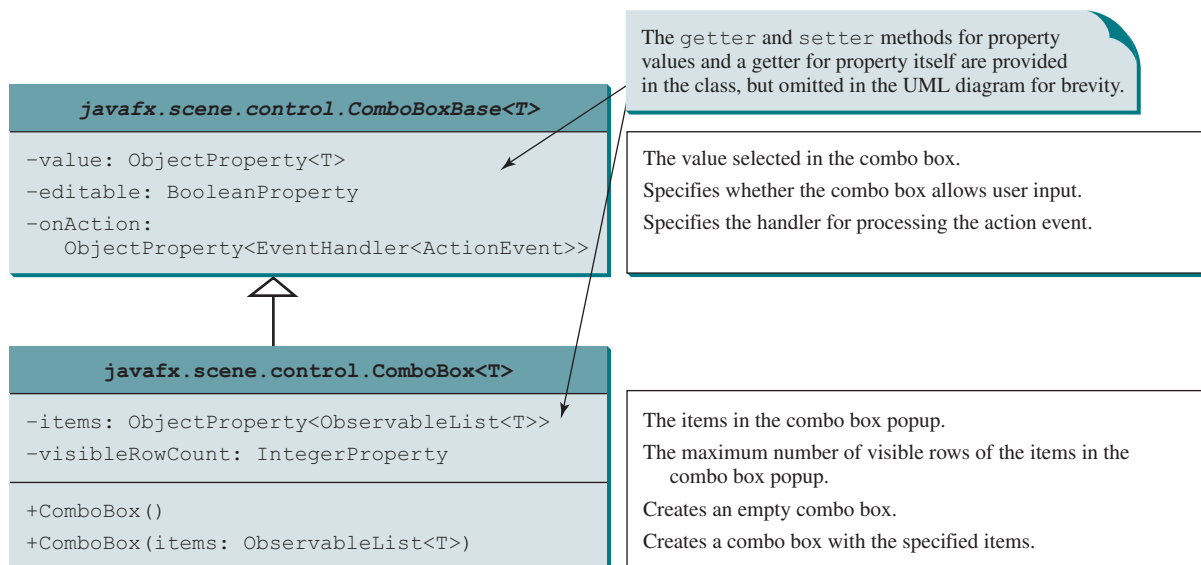 The getter and setter methods for property
values and a getter for property itself are provided
in the class, but omitted in the UML diagram for brevity.
javafx.scene.control.ComboBoxBase<T>
-value: ObjectProperty<T>
-editable: BooleanProperty
-onAction:
ObjectProperty<EventHandler<ActionEvent>>
The value selected in the combo box.
Specifies whether the combo box allows user input.
Specifies the handler for processing the action event.
javafx.scene.control.ComboBox<T>
-items: ObjectProperty<ObservableList<T>>
-visibleRowCount: IntegerProperty
+ComboBox()
+ComboBox(items: ObservableList<T>)
The items in the combo box popup.
The maximum number of visible rows of the items in the
combo box popup.
Creates an empty combo box.
Creates a combo box with the specified items.